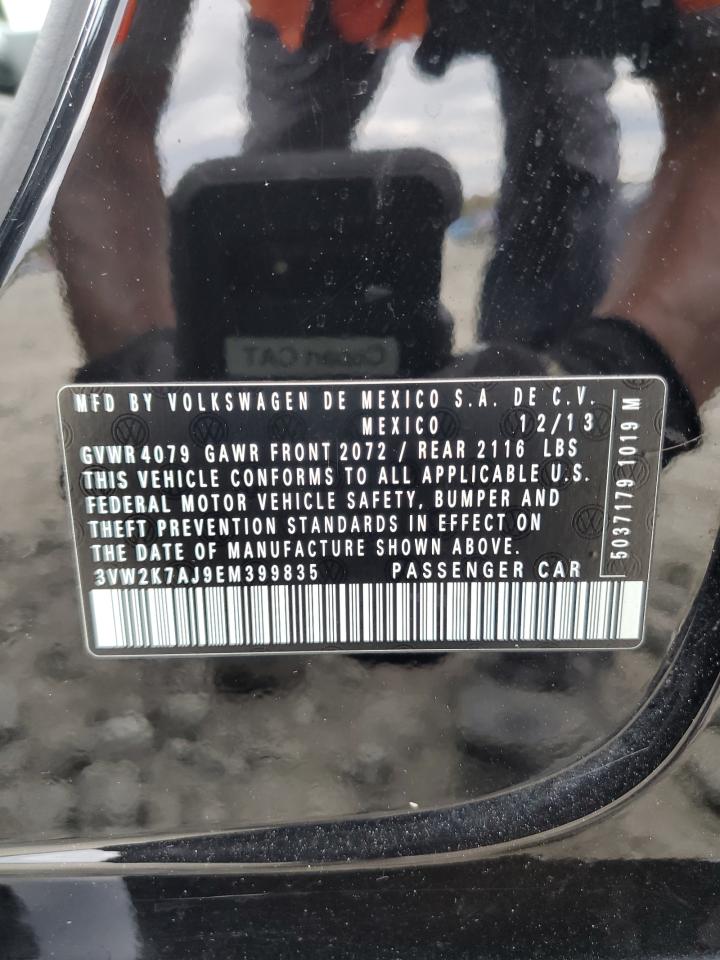 Copart CAT
MFD BY VOLKSWAGEN DE MEXICO S.A. DE C.V.
MEXICO 12/13
GVWR 4079 GAWR FRONT 2072 / REAR 2116 LBS
THIS VEHICLE CONFORMS TO ALL APPLICABLE U.S.
FEDERAL MOTOR VEHICLE SAFETY, BUMPER AND
THEFT PREVENTION STANDARDS IN EFFECT ON
THE DATE OF MANUFACTURE SHOWN ABOVE.
3VW2K7AJ9EM399835 PASSENGER CAR
5037179 1019 M